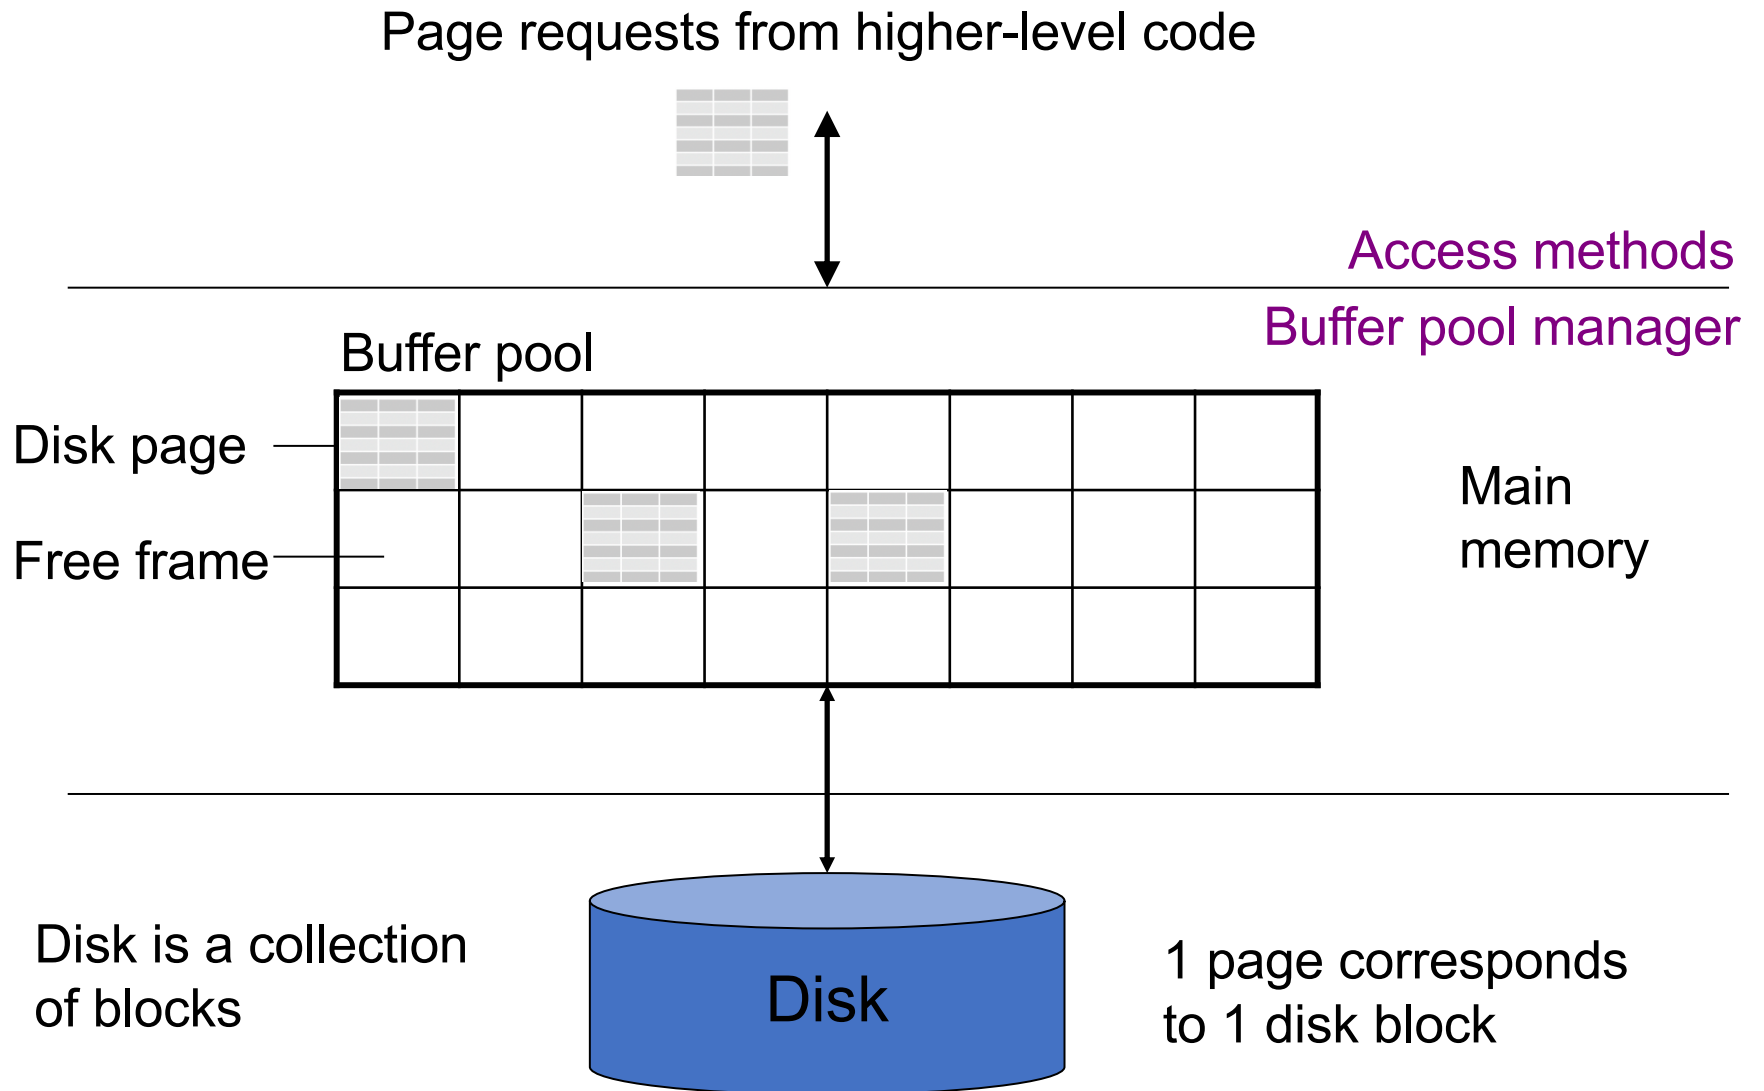 Page requests from higher-level code
Access methods
Buffer pool manager
Buffer pool
Disk page
Free frame
Main
memory
Disk is a collection
of blocks
Disk
1 page corresponds
to 1 disk block